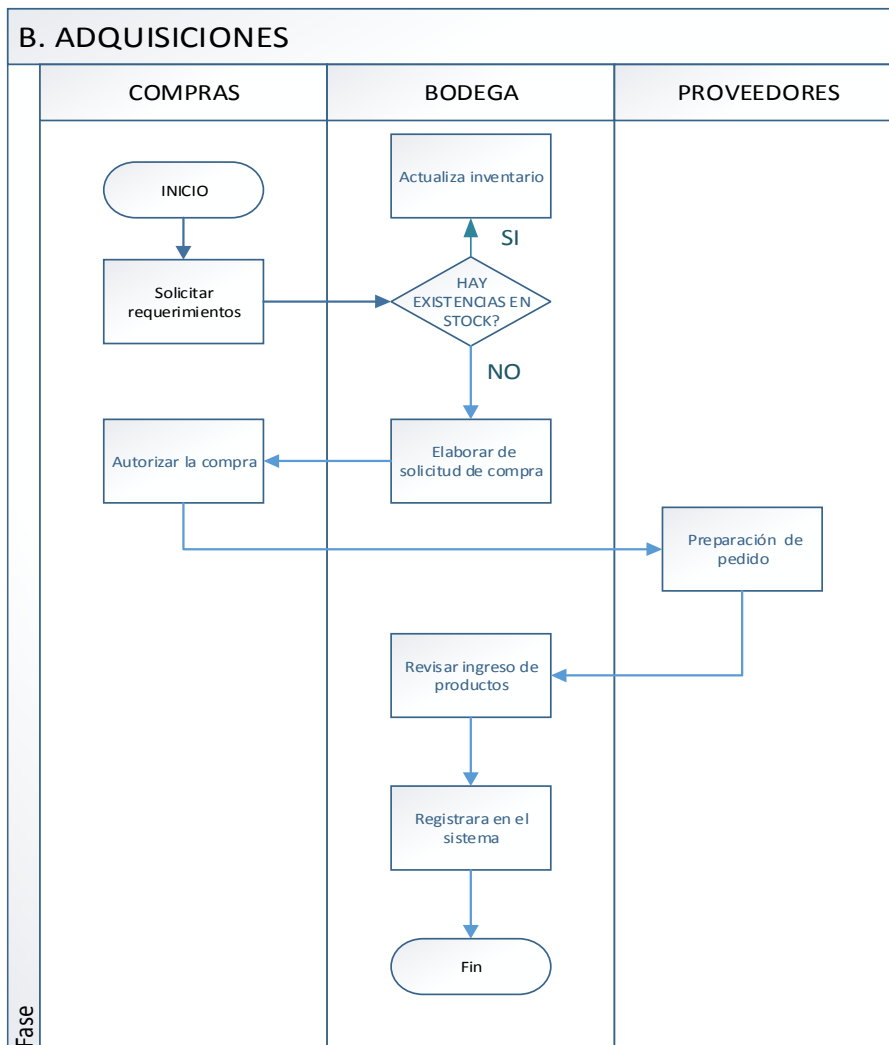 B. ADQUISICIONES
COMPRAS
BODEGA
PROVEEDORES
INICIO
Actualiza inventario
SI
Solicitar
requerimientos
HAY
EXISTENCIAS EN
STOCK?
NO
Autorizar la compra
Elaborar de
solicitud de compra
Preparación de
pedido
Revisar ingreso de
productos
Registrara en el
sistema
Fin
Fase